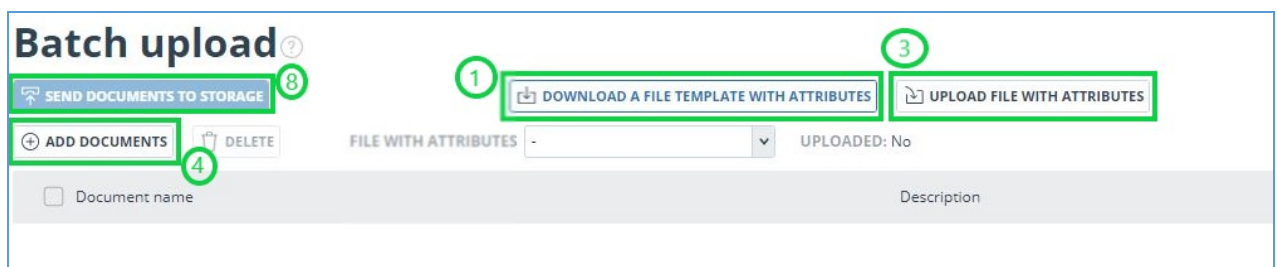 Batch upload ?
3
SEND DOCUMENTS TO STORAGE 8 1 DOWNLOAD A FILE TEMPLATE WITH ATTRIBUTES UPLOAD FILE WITH ATTRIBUTES
ADD DOCUMENTS DELETE FILE WITH ATTRIBUTES - UPLOADED: No
4
Document name Description